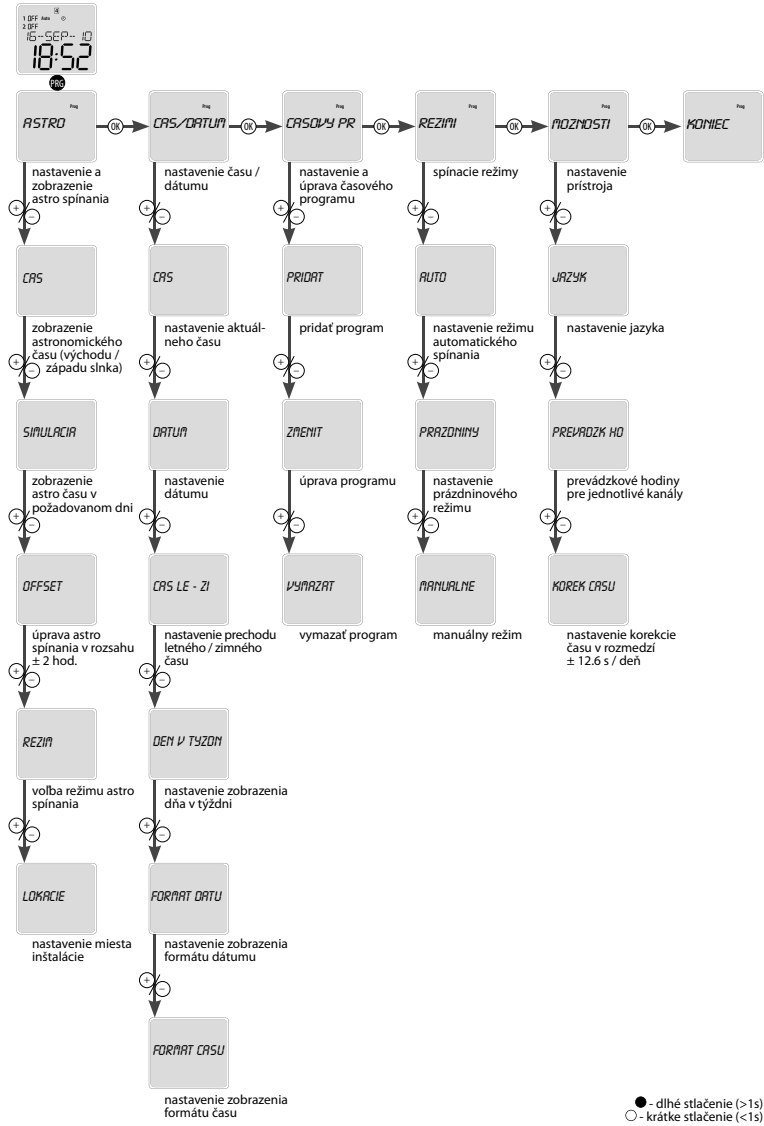 1 OFF Auto
2 OFF
16-SEP-10
18:52
PRG
Prog
ASTRO
OK
Prog
CAS/DATUM
OK
Prog
CASOVY PR
OK
Prog
REZIMI
OK
Prog
MOZNOSTI
OK
Prog
KONIEC
nastavenie a
zobrazenie
astro spínania
nastavenie času /
dátumu
nastavenie a
úprava časového
programu
spínacie režimy
nastavenie
prístroja
+ −
+ −
+ −
+ −
+ −
CAS
CAS
PRIDAT
AUTO
JAZYK
zobrazenie
astronomického
času (východu /
západu slnka)
nastavenie aktuál-
neho času
pridať program
nastavenie režimu
automatického
spínania
nastavenie jazyka
+ −
+ −
+ −
+ −
+ −
SIMULACIA
DATUM
ZMENIT
PRAZDNINY
PREVADZK HO
zobrazenie
astro času v
požadovanom dni
nastavenie
dátumu
úprava programu
nastavenie
prázdninového
režimu
prevádzkové hodiny
pre jednotlivé kanály
+ −
+ −
+ −
+ −
+ −
OFFSET
CAS LE - ZI
VYMAZAT
MANUALNE
KOREK CASU
úprava astro
spínania v rozsahu
± 2 hod.
nastavenie prechodu
letného / zimného
času
vymazať program
manuálny režim
nastavenie korekcie
času v rozmedzí
± 12.6 s / deň
+ −
+ −
REZIM
DEN V TYZDN
voľba režimu astro
spínania
nastavenie zobrazenia
dňa v týždni
+ −
+ −
LOKACIE
FORMAT DATU
nastavenie miesta
inštalácie
nastavenie zobrazenia
formátu dátumu
+ −
FORMAT CASU
nastavenie zobrazenia
formátu času
- dlhé stlačenie (>1s)
- krátke stlačenie (<1s)